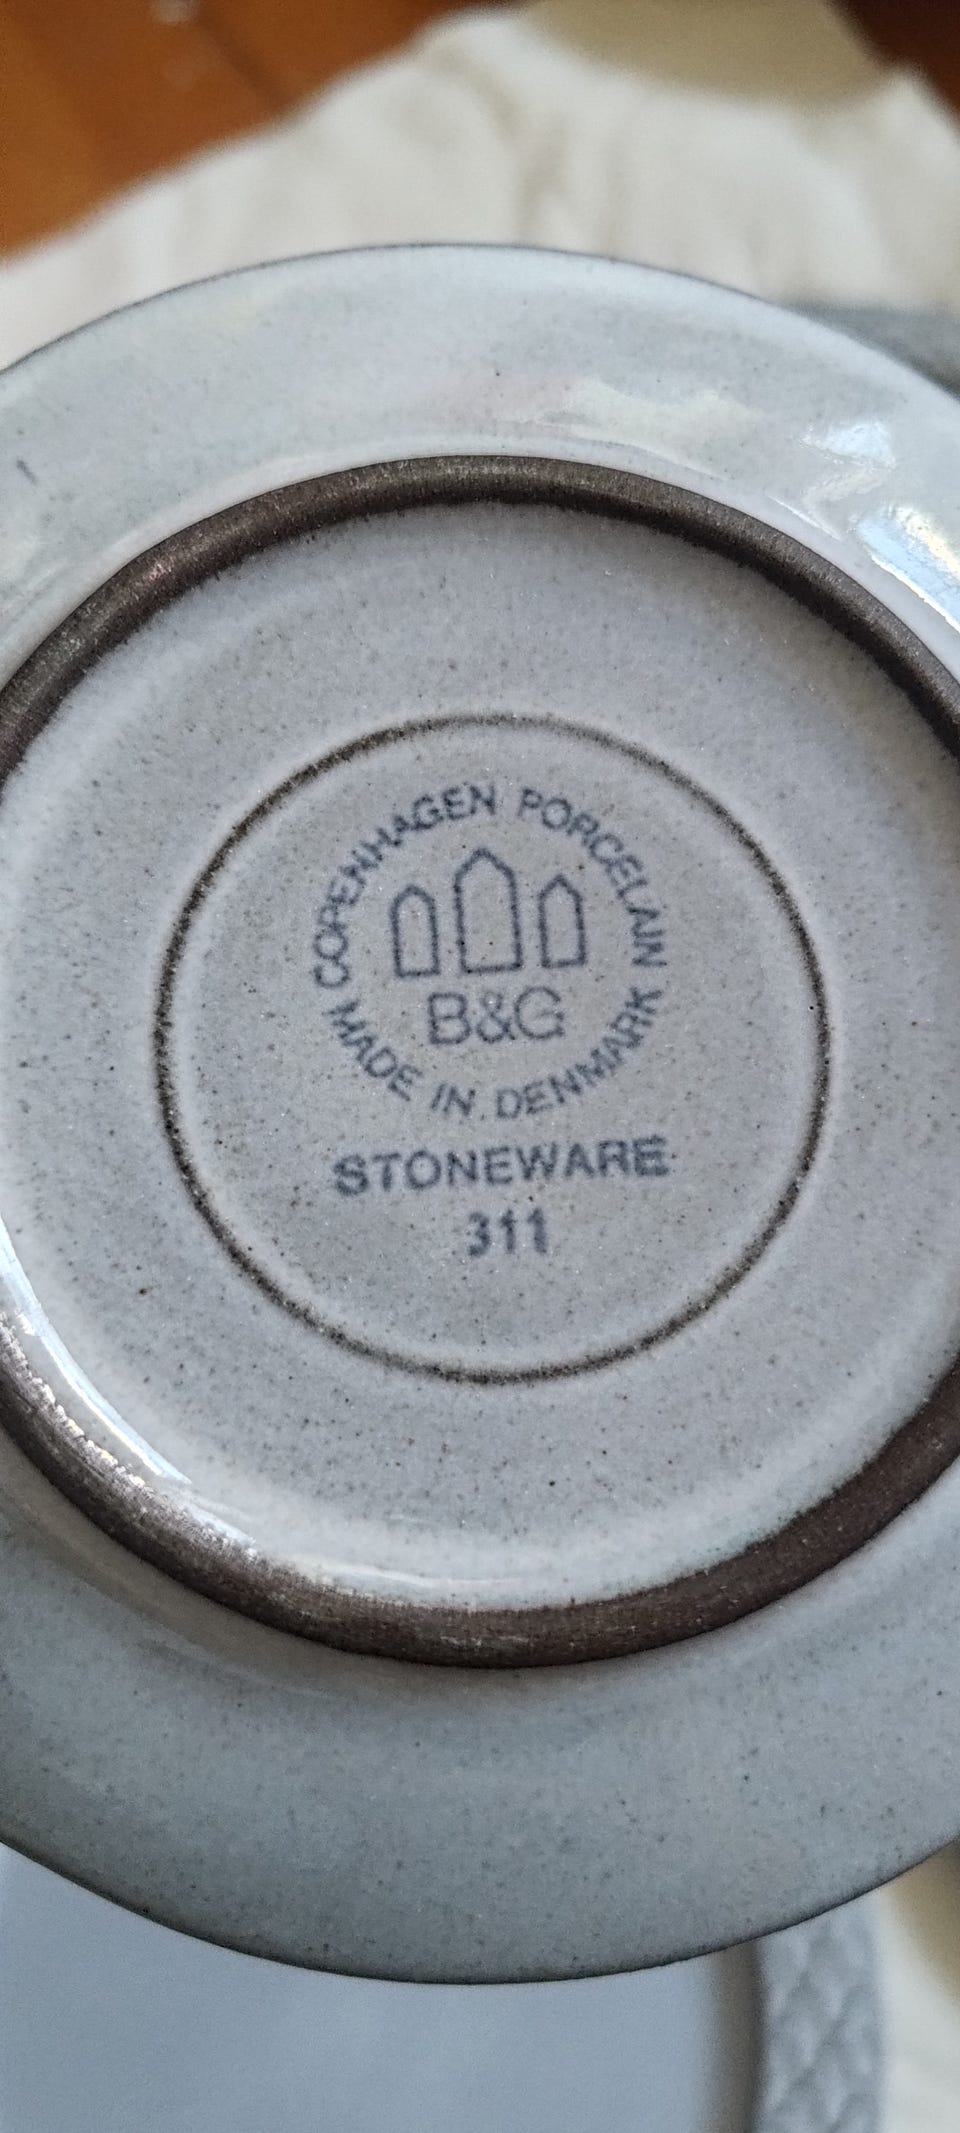 COPENHAGEN PORCELAIN
B&G
MADE IN DENMARK
STONEWARE
311